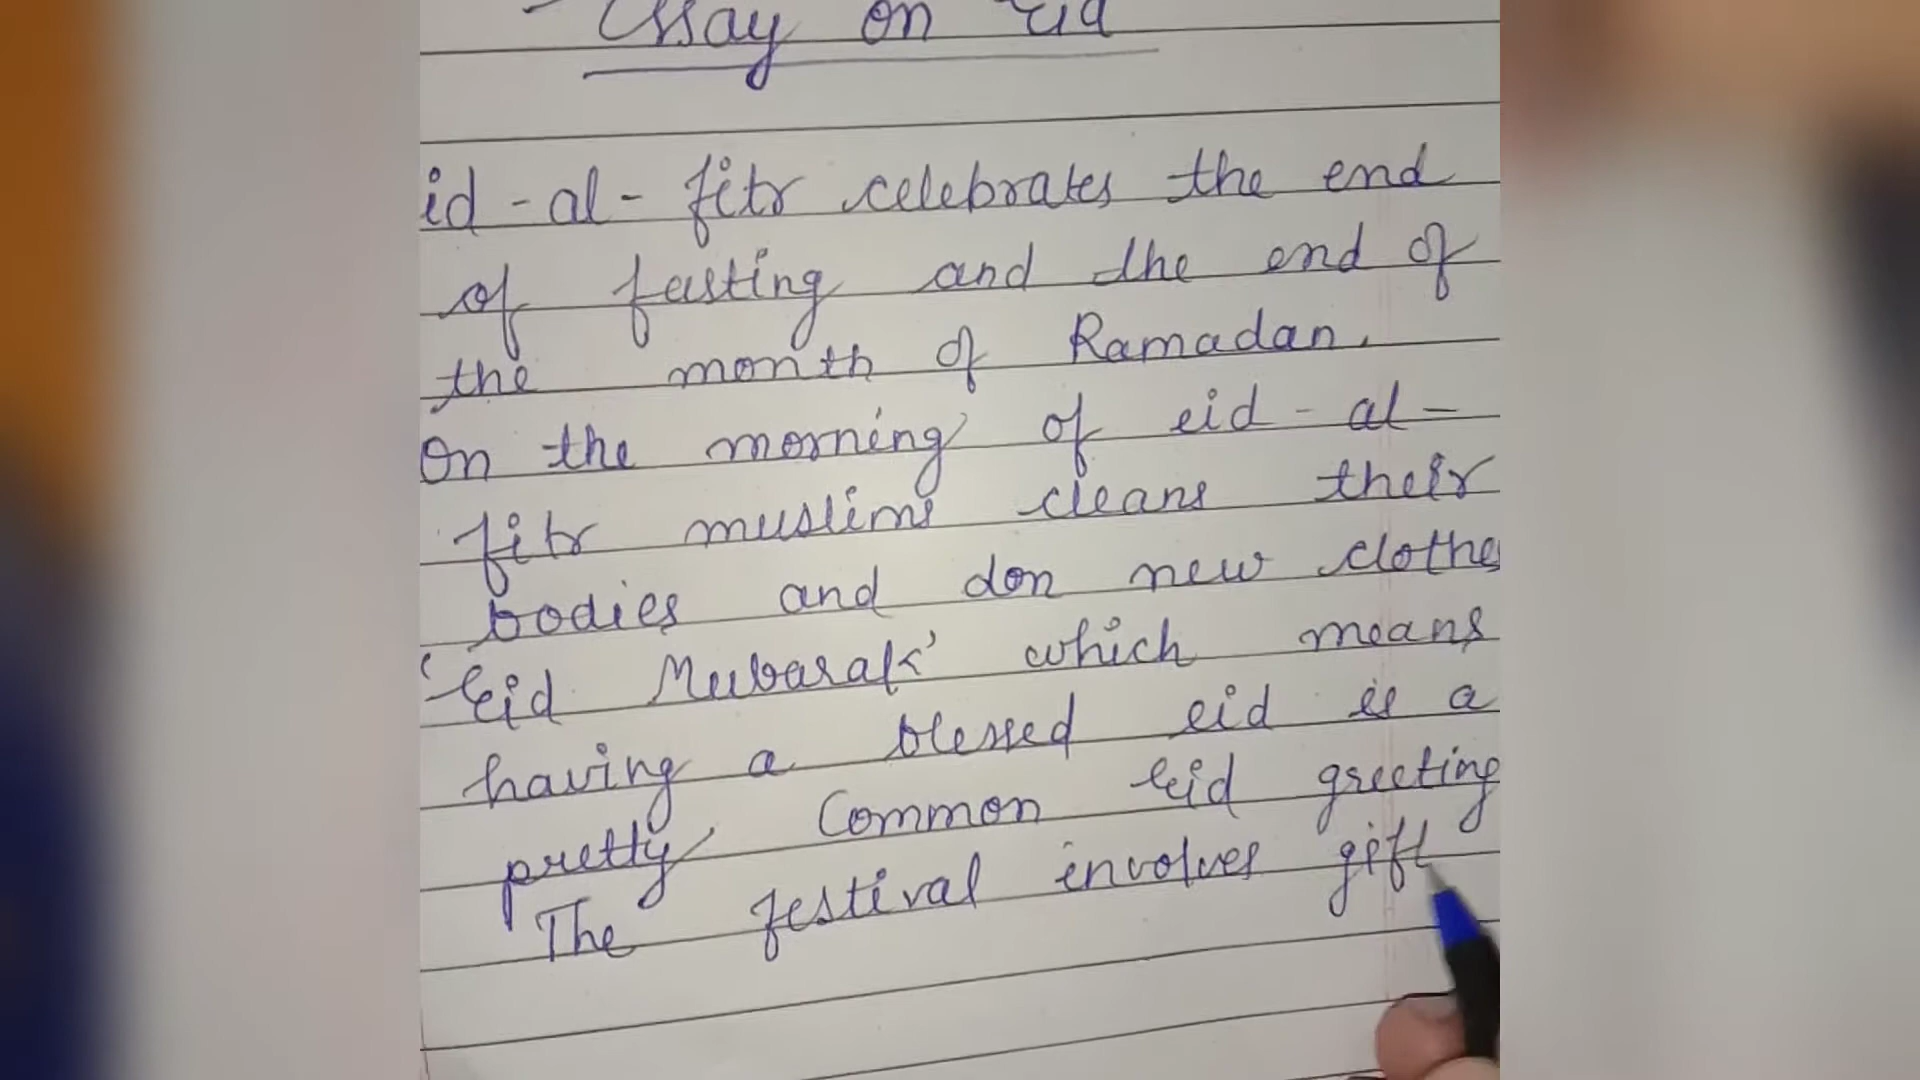 Essay on Eid
id - al - fitr celebrates the end
of fasting and the end of
the month of Ramadan.
On the morning of eid - al -
fitr muslims cleans their
bodies and don new clothes
'Eid Mubarak' which means
having a blessed eid is a
pretty Common Eid greeting
The festival involves gift